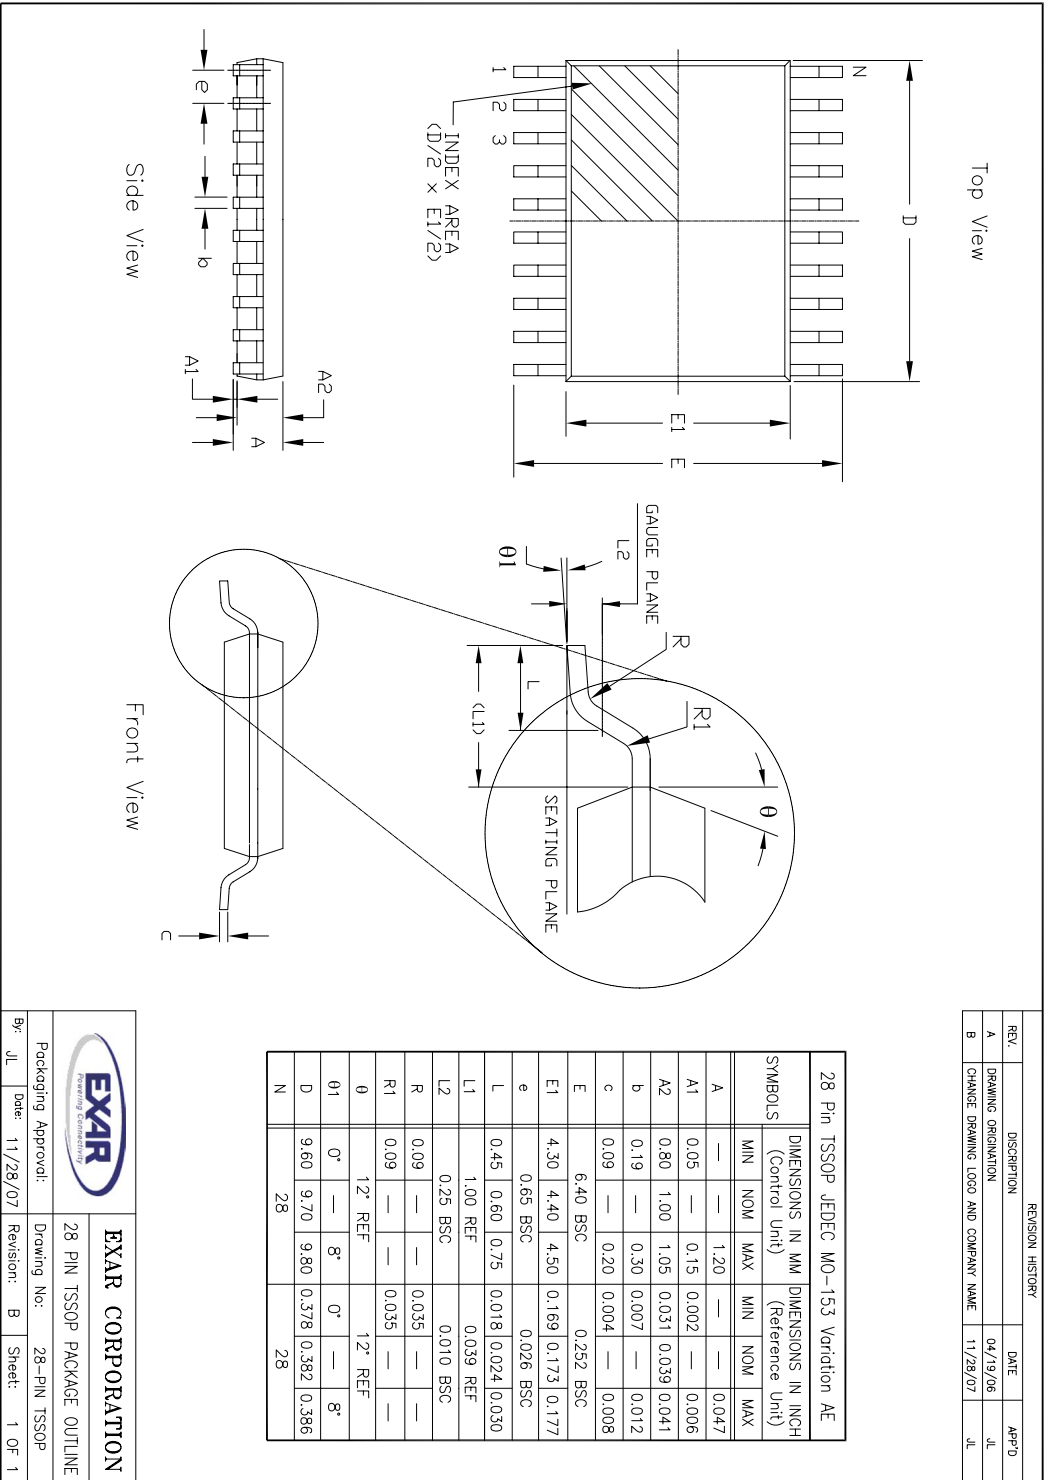 REVISION HISTORY
REV. DISCRIPTION DATE APP'D
A DRAWING ORIGINATION 04/19/06 JL
B CHANGE DRAWING LOGO AND COMPANY NAME 11/28/07 JL
Top View
D
N
1 2 3
INDEX AREA
(D/2 x E1/2)
E1
E
Side View
e
b
A1
A2
A
GAUGE PLANE
L2
θ1
R
R1
L
(L1)
θ
SEATING PLANE
Front View
c
28 Pin TSSOP JEDEC MO-153 Variation AE
SYMBOLS DIMENSIONS IN MM (Control Unit) DIMENSIONS IN INCH (Reference Unit)
MIN NOM MAX MIN NOM MAX
A — — 1.20 — — 0.047
A1 0.05 — 0.15 0.002 — 0.006
A2 0.80 1.00 1.05 0.031 0.039 0.041
b 0.19 — 0.30 0.007 — 0.012
c 0.09 — 0.20 0.004 — 0.008
E 6.40 BSC 0.252 BSC
E1 4.30 4.40 4.50 0.169 0.173 0.177
e 0.65 BSC 0.026 BSC
L 0.45 0.60 0.75 0.018 0.024 0.030
L1 1.00 REF 0.039 REF
L2 0.25 BSC 0.010 BSC
R 0.09 — — 0.035 — —
R1 0.09 — — 0.035 — —
θ 12° REF 12° REF
θ1 0° — 8° 0° — 8°
D 9.60 9.70 9.80 0.378 0.382 0.386
N 28 28
EXAR
Powering Connectivity
EXAR CORPORATION
28 PIN TSSOP PACKAGE OUTLINE
Packaging Approval: Drawing No: 28-PIN TSSOP
By: JL Date: 11/28/07 Revision: B Sheet: 1 OF 1